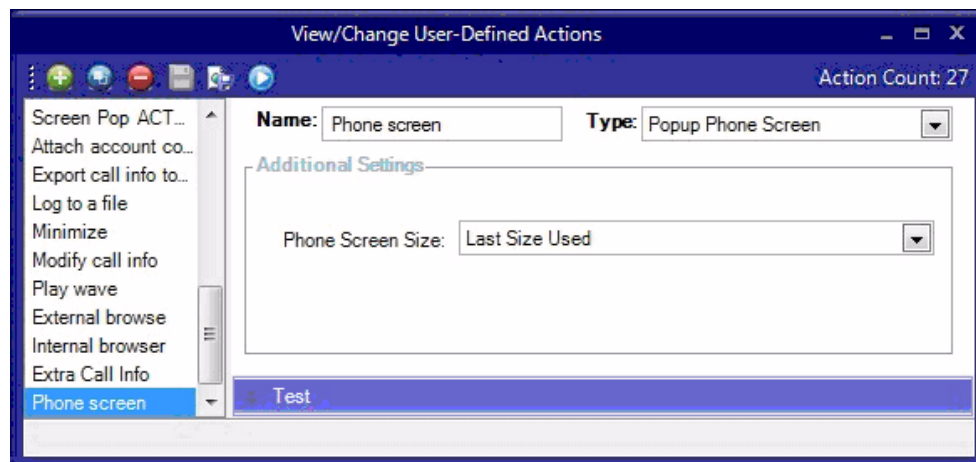 View/Change User-Defined Actions
Action Count: 27
Screen Pop ACT...
Attach account co...
Export call info to...
Log to a file
Minimize
Modify call info
Play wave
External browse
Internal browser
Extra Call Info
Phone screen
Name: Phone screen Type: Popup Phone Screen
Additional Settings
Phone Screen Size: Last Size Used
Test